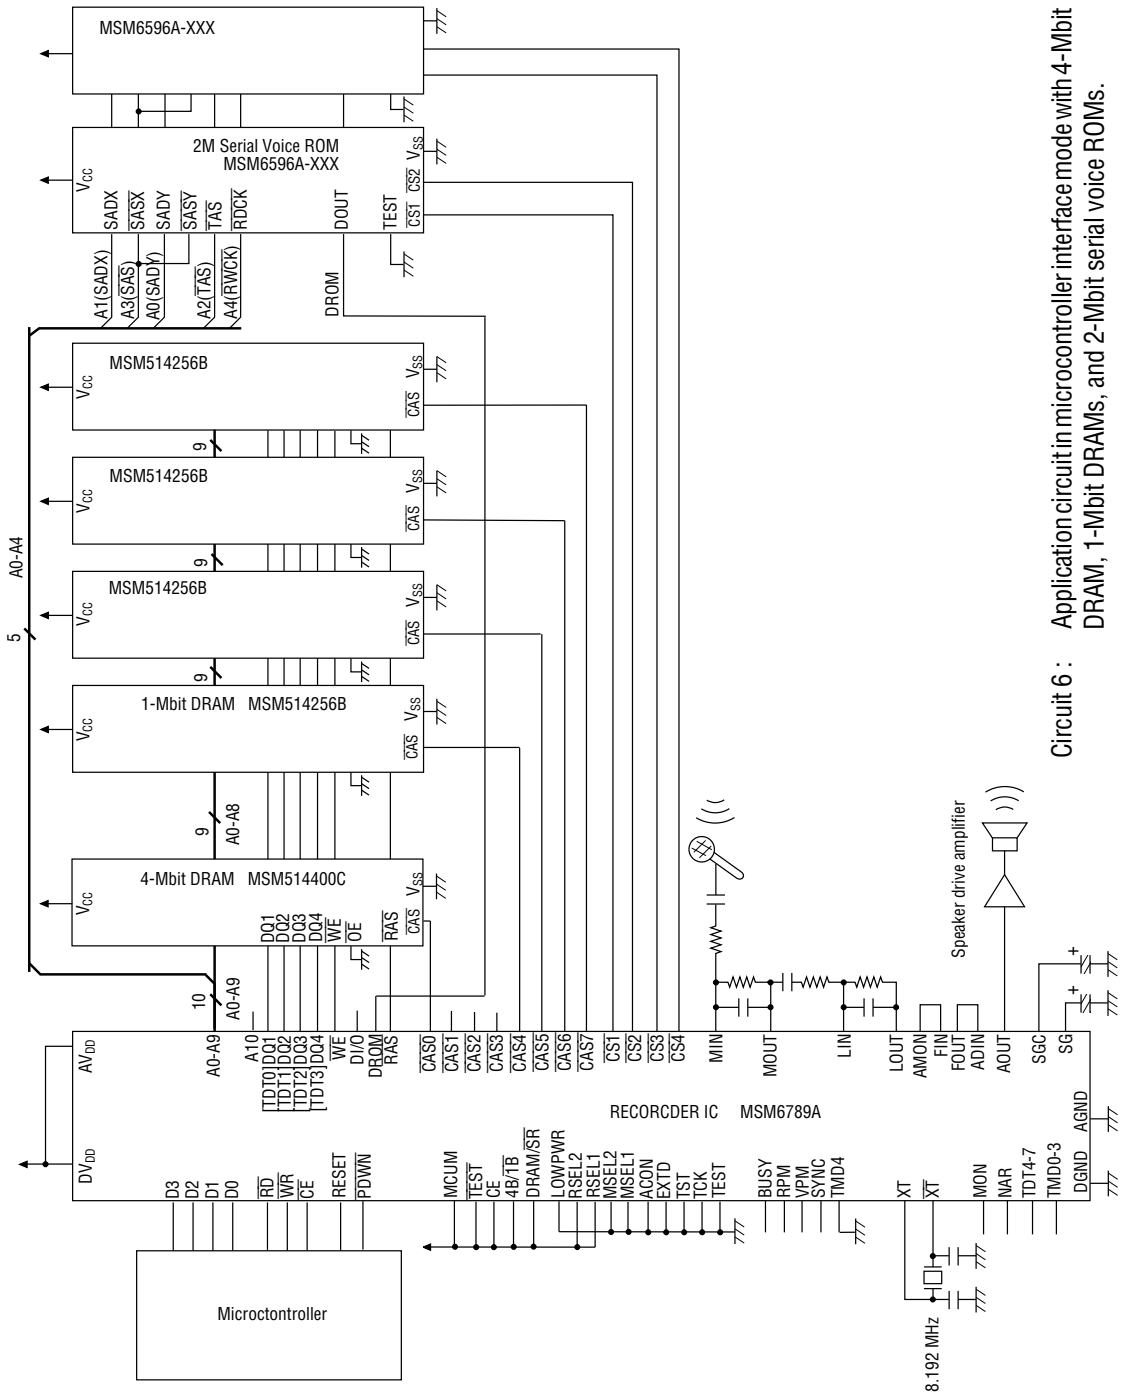 MSM6596A-XXX
2M Serial Voice ROM
MSM6596A-XXX
VCC
SADX
SASX
SADY
SASY
TAS
RDCK
DOUT
TEST
CS1
CS2
VSS
A1(SADX)
A3(SAS)
A0(SADY)
A2(TAS)
A4(RWCK)
DROM
MSM514256B
VCC
CAS
VSS
9
MSM514256B
VCC
CAS
VSS
9
MSM514256B
VCC
CAS
VSS
9
1-Mbit DRAM MSM514256B
VCC
CAS
VSS
9
A0-A8
A0-A4
5
4-Mbit DRAM MSM514400C
VCC
DQ1
DQ2
DQ3
DQ4
WE
OE
RAS
CAS
VSS
10
A0-A9
AVDD
DVDD
A0-A9
A10
[TDT0]DQ1
[TDT1]DQ2
[TDT2]DQ3
[TDT3]DQ4
WE
DI/O
DROM
RAS
CAS0
CAS1
CAS2
CAS3
CAS4
CAS5
CAS6
CAS7
CS1
CS2
CS3
CS4
MIN
MOUT
LIN
LOUT
AMON
FIN
FOUT
ADIN
AOUT
SGC
SG
+
+
Speaker drive amplifier
RECORCDER IC MSM6789A
D3
D2
D1
D0
RD
WR
CE
RESET
PDWN
MCUM
TEST
CE
4B/1B
DRAM/SR
LOWPWR
RSEL2
RSEL1
MSEL2
MSEL1
ACON
EXTD
TST
TCK
TEST
BUSY
RPM
VPM
SYNC
TMD4
XT
XT
MON
NAR
TDT4-7
TMD0-3
DGND
AGND
Microctontroller
8.192 MHz
Circuit 6 : Application circuit in microcontroller interface mode with 4-Mbit
DRAM, 1-Mbit DRAMs, and 2-Mbit serial voice ROMs.